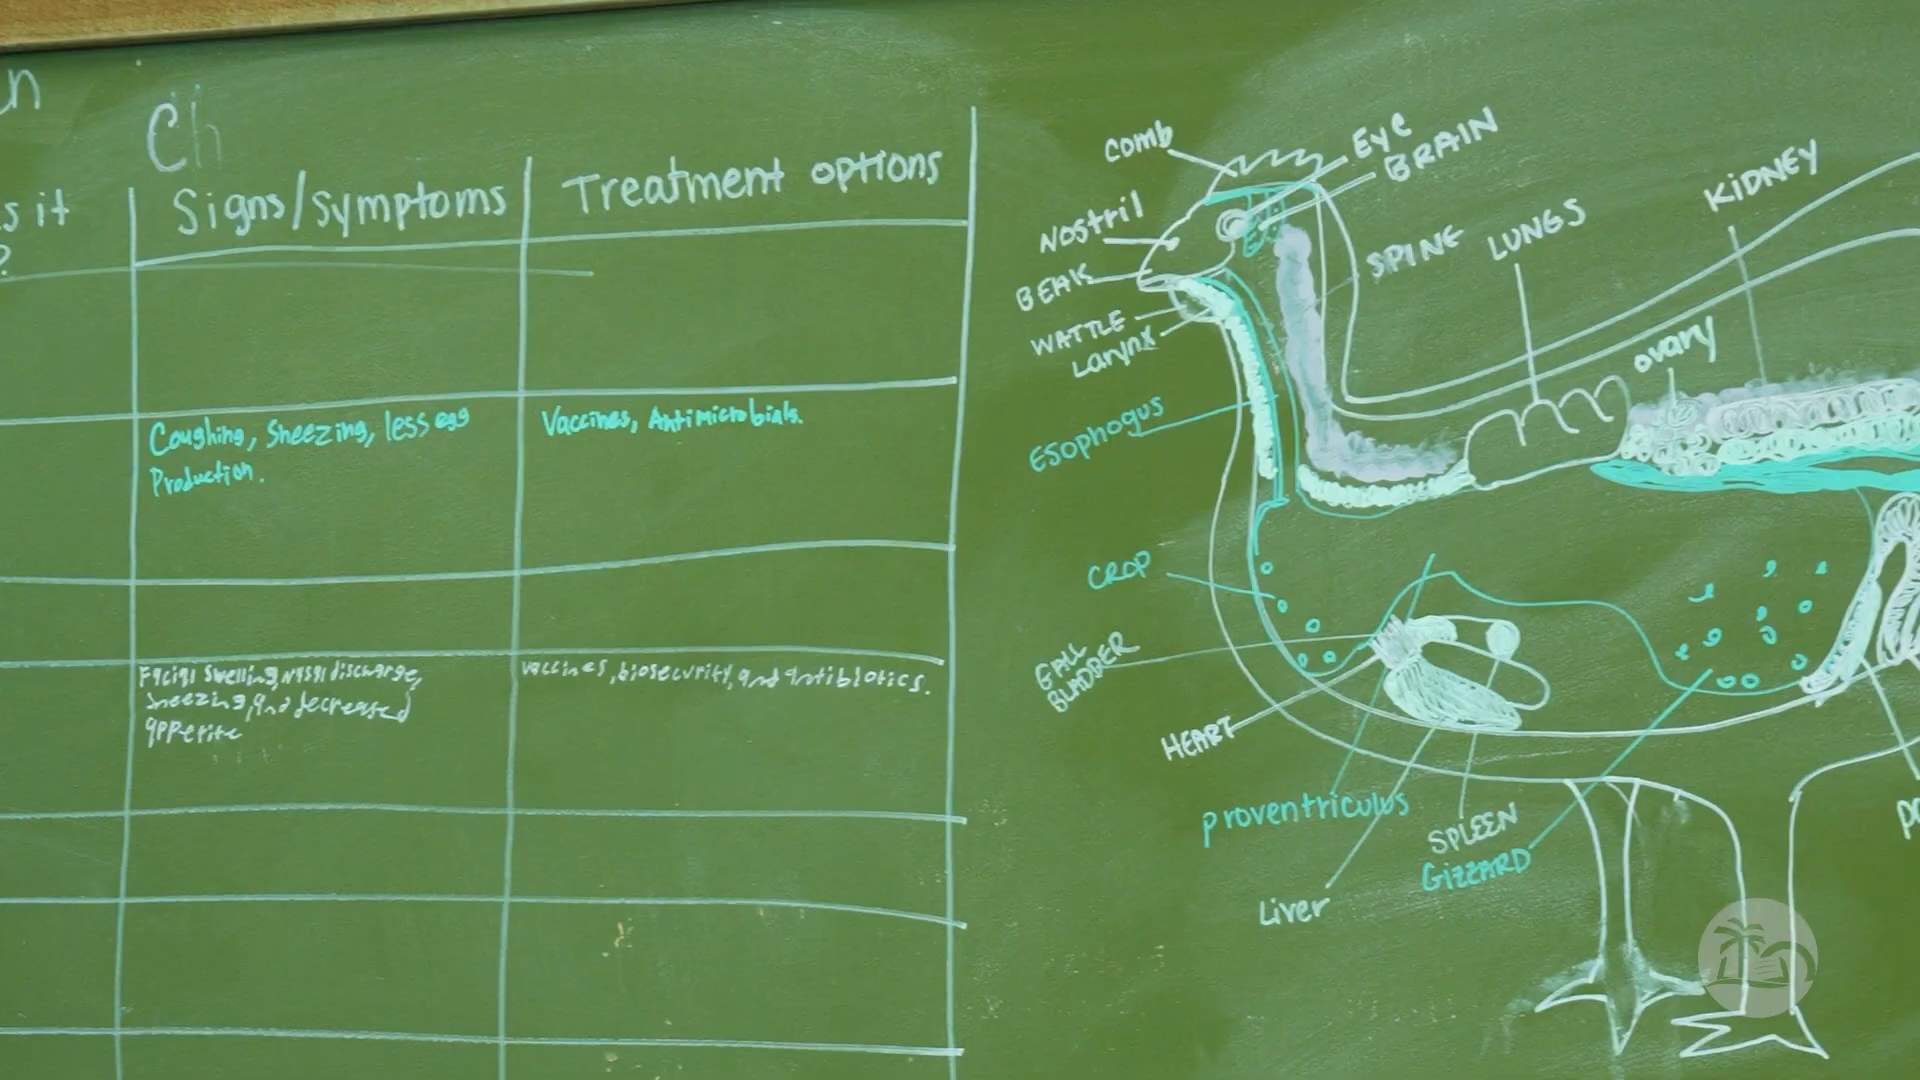 n
Ch
s it
?
Signs/Symptoms
Treatment options
Coughing, Sneezing, less egg
Production.
Vaccines, Antimicrobials.
Facial Swelling, nasal discharge,
Sneezing, and decreased
appetite
vaccines, biosecurity, and antibiotics.
comb
Eye
BRAIN
Nostril
BEAK
WATTLE
Larynx
SPINE
LUNGS
KIDNEY
ovary
Esophogus
CROP
GALL
BLADDER
HEART
proventriculus
SPLEEN
GIZZARD
Liver